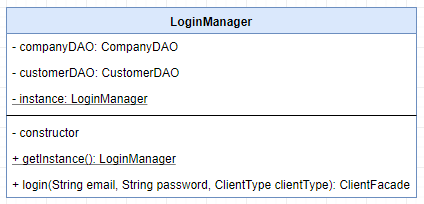 LoginManager
- companyDAO: CompanyDAO
- customerDAO: CustomerDAO
- instance: LoginManager
- constructor
+ getInstance(): LoginManager
+ login(String email, String password, ClientType clientType): ClientFacade